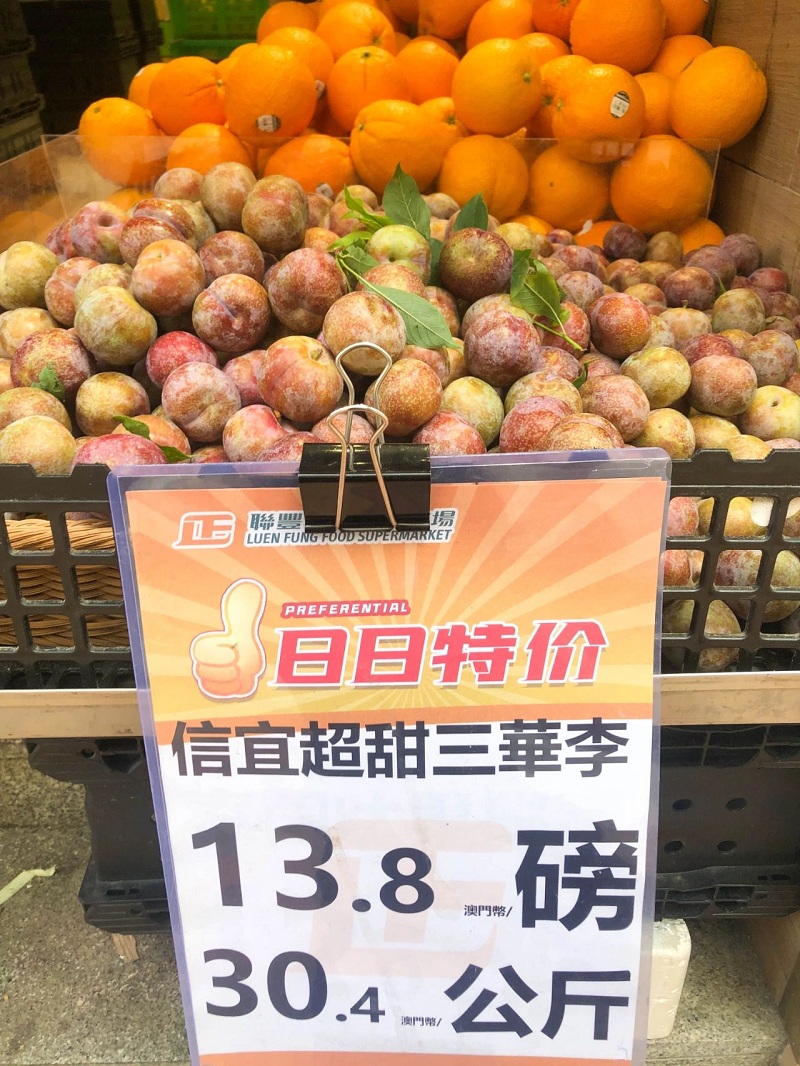 聯豐 場
LUEN FUNG FOOD SUPERMARKET
PREFERENTIAL
日日特价
信宜超甜三華李
13.8 澳門幣/磅
30.4 澳門幣/公斤